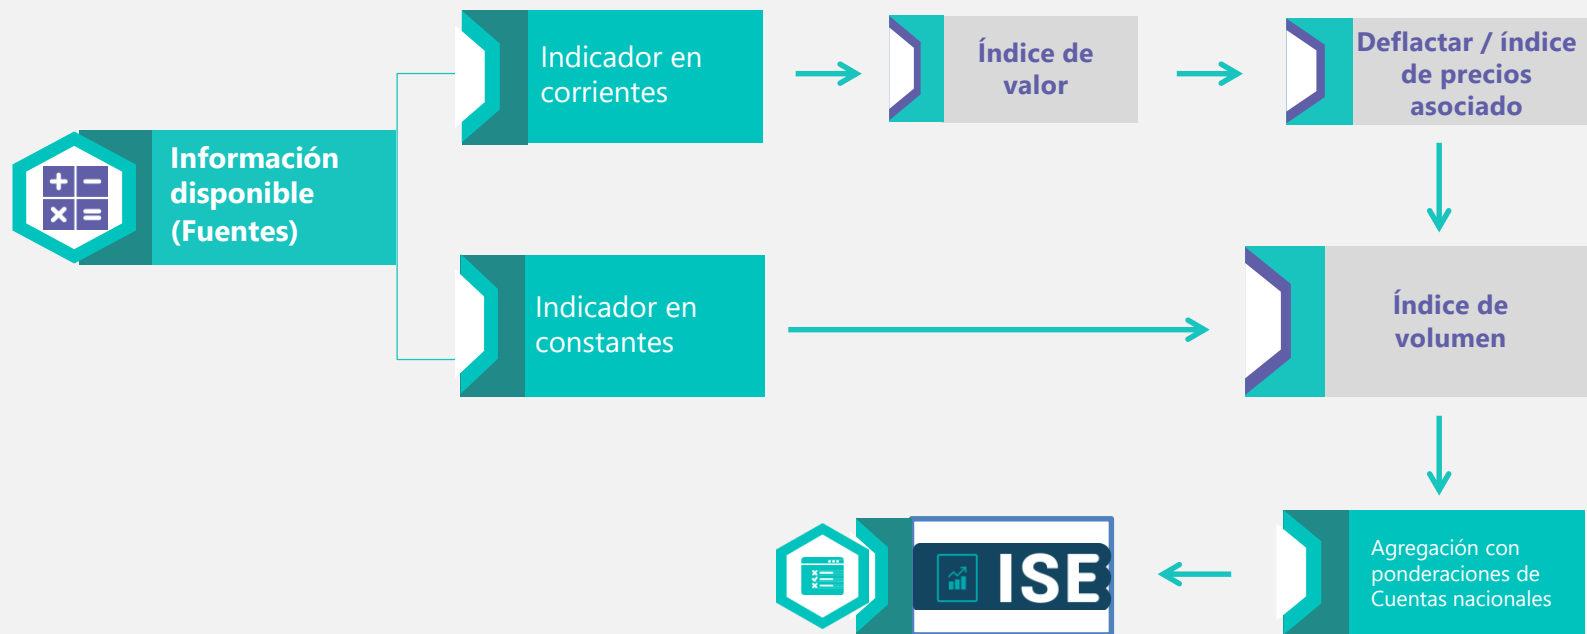 Indicador en
corrientes
Índice de
valor
Deflactar / índice
de precios
asociado
Información
disponible
(Fuentes)
Indicador en
constantes
Índice de
volumen
Agregación con
ponderaciones de
Cuentas nacionales
ISE